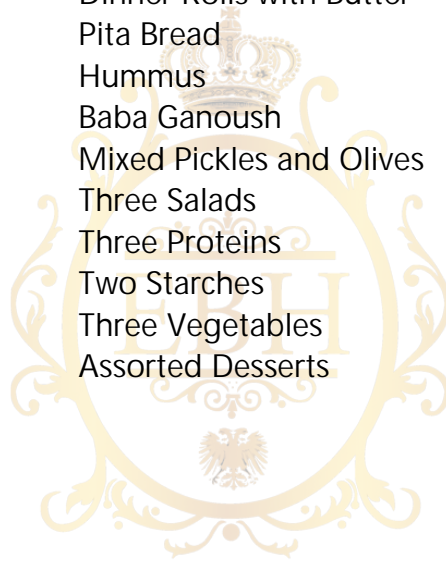 Dinner Rolls with Butter
Pita Bread
Hummus
Baba Ganoush
Mixed Pickles and Olives
Three Salads
Three Proteins
Two Starches
Three Vegetables
Assorted Desserts
EBH